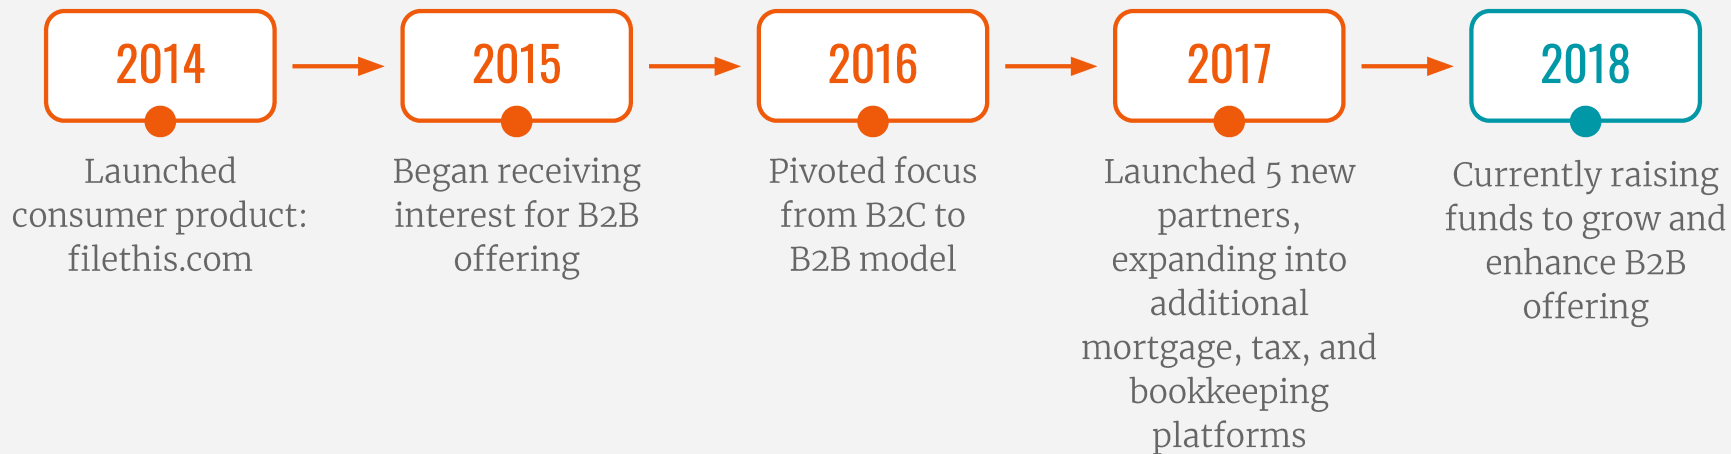 2014
Launched
consumer product:
filethis.com
2015
Began receiving
interest for B2B
offering
2016
Pivoted focus
from B2C to
B2B model
2017
Launched 5 new
partners,
expanding into
additional
mortgage, tax, and
bookkeeping
platforms
2018
Currently raising
funds to grow and
enhance B2B
offering